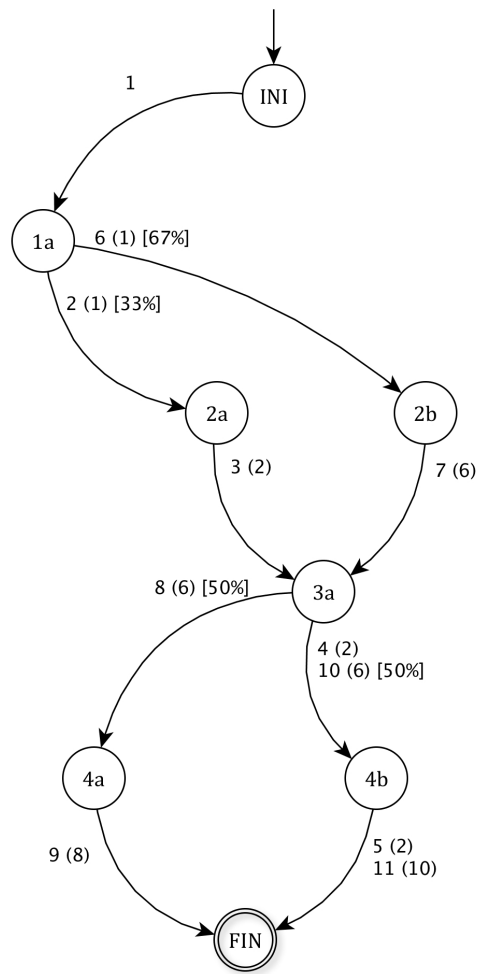 INI
1
1a
6 (1) [67%]
2 (1) [33%]
2a
2b
3 (2)
7 (6)
3a
8 (6) [50%]
4 (2)
10 (6) [50%]
4a
4b
9 (8)
5 (2)
11 (10)
FIN